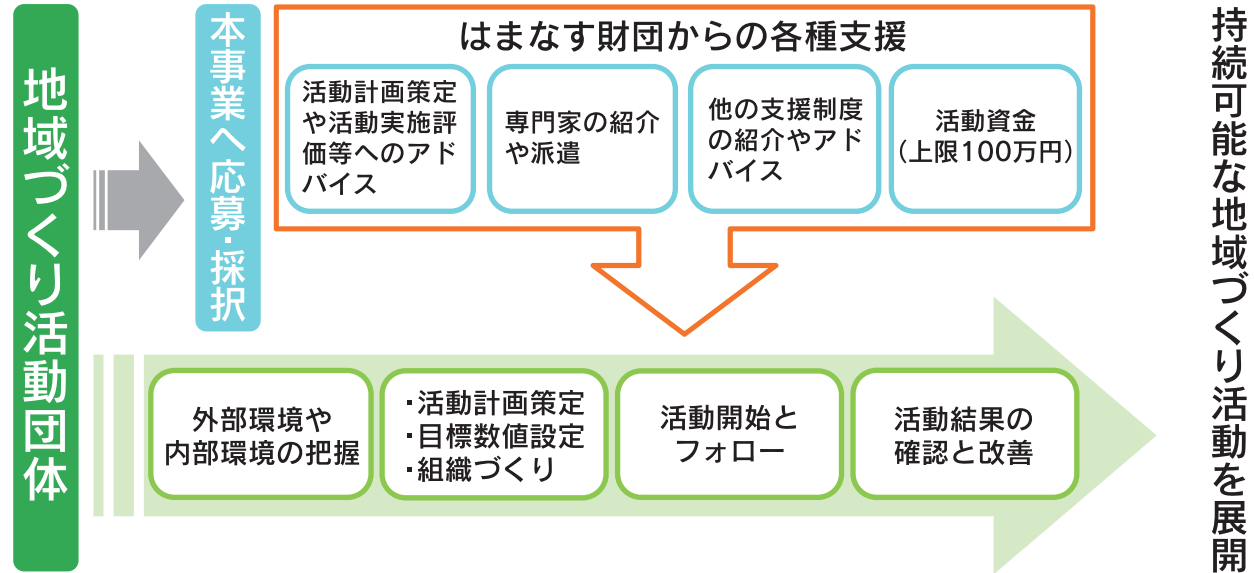 地域づくり活動団体
本事業へ応募・採択
はまなす財団からの各種支援
活動計画策定
や活動実施評
価等へのアド
バイス
専門家の紹介
や派遣
他の支援制度
の紹介やアド
バイス
活動資金
（上限100万円）
外部環境や
内部環境の把握
・活動計画策定
・目標数値設定
・組織づくり
活動開始と
フォロー
活動結果の
確認と改善
持続可能な地域づくり活動を展開